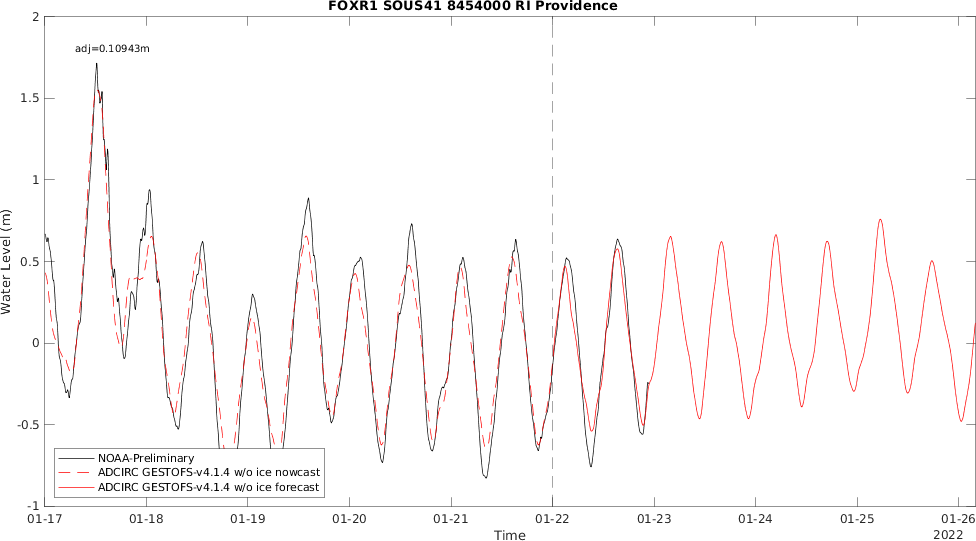 FOXR1 SOUS41 8454000 RI Providence
adj=0.10943m
2
1.5
1
0.5
0
-0.5
-1
Water Level (m)
NOAA-Preliminary
ADCIRC GESTOFS-v4.1.4 w/o ice nowcast
ADCIRC GESTOFS-v4.1.4 w/o ice forecast
01-17 01-18 01-19 01-20 01-21 01-22 01-23 01-24 01-25 01-26
Time
2022